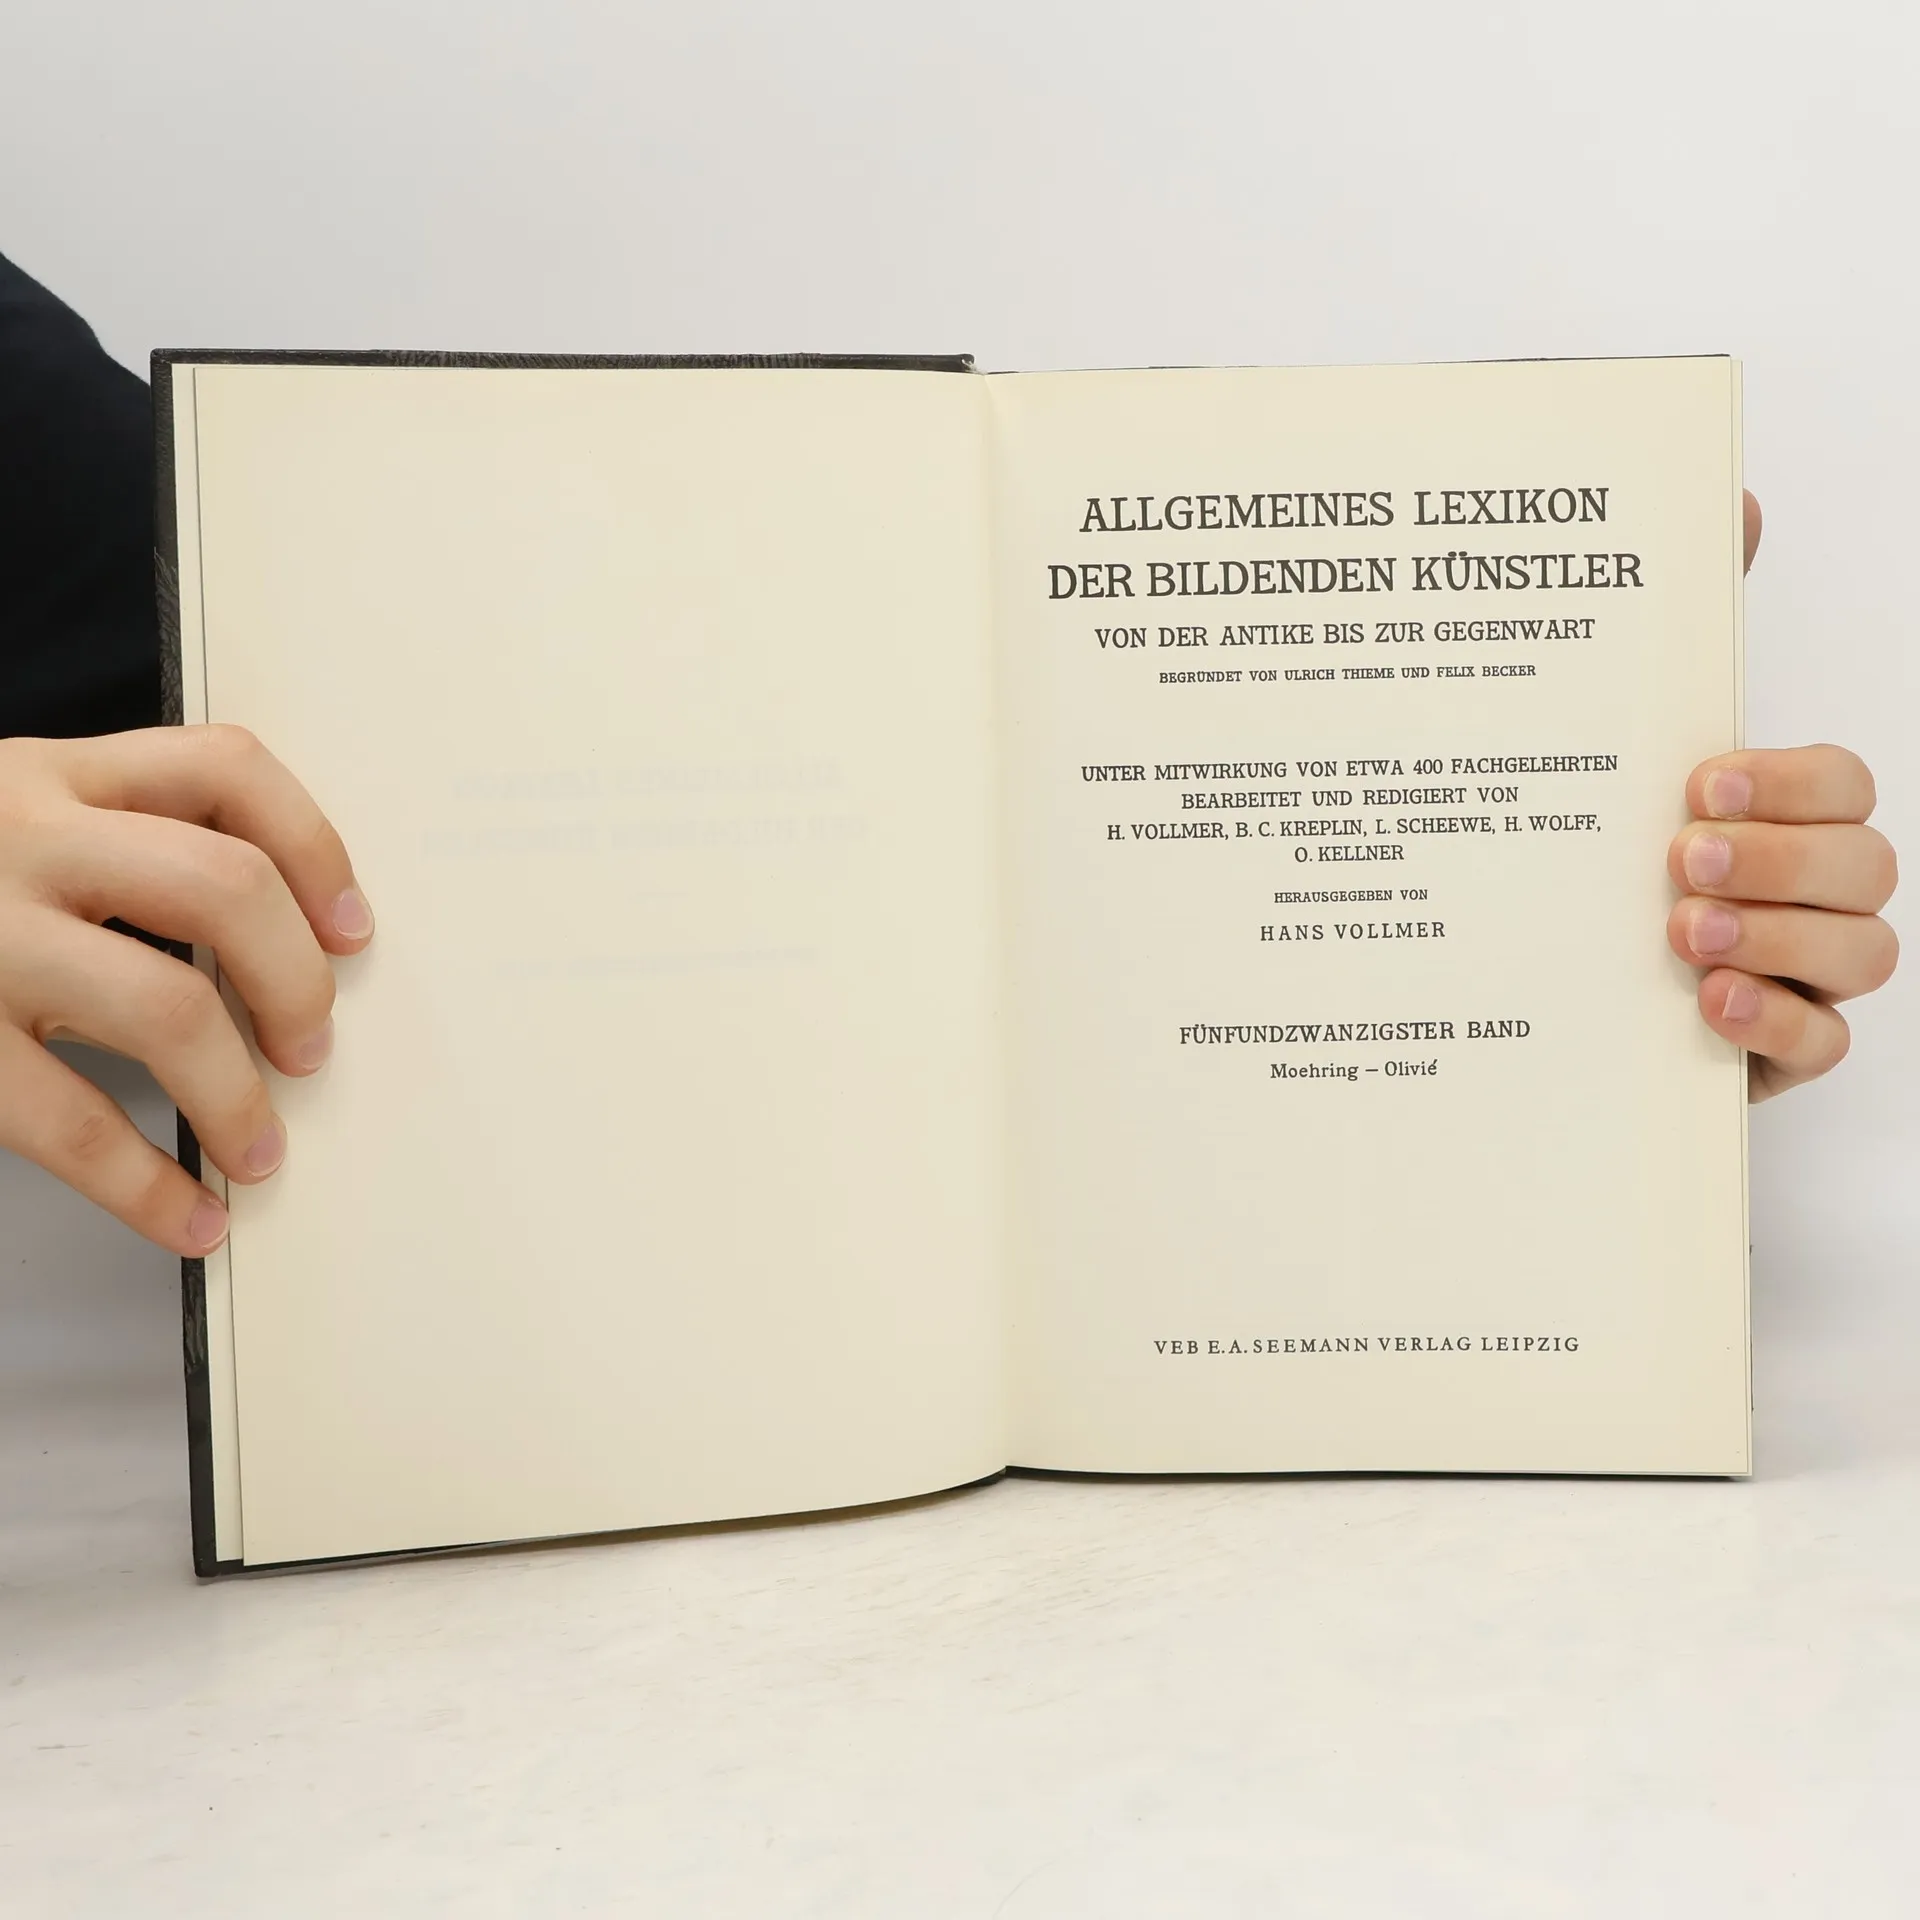 ALLGEMEINES LEXIKON
DER BILDENDEN KÜNSTLER
VON DER ANTIKE BIS ZUR GEGENWART
BEGRÜNDET VON ULRICH THIEME UND FELIX BECKER
UNTER MITWIRKUNG VON ETWA 400 FACHGELEHRTEN
BEARBEITET UND REDIGIERT VON
H. VOLLMER, B. C. KREPLIN, L. SCHEEWE, H. WOLFF,
O. KELLNER
HERAUSGEGEBEN VON
HANS VOLLMER
FÜNFUNDZWANZIGSTER BAND
Moehring – Olivié
VEB E. A. SEEMANN VERLAG LEIPZIG